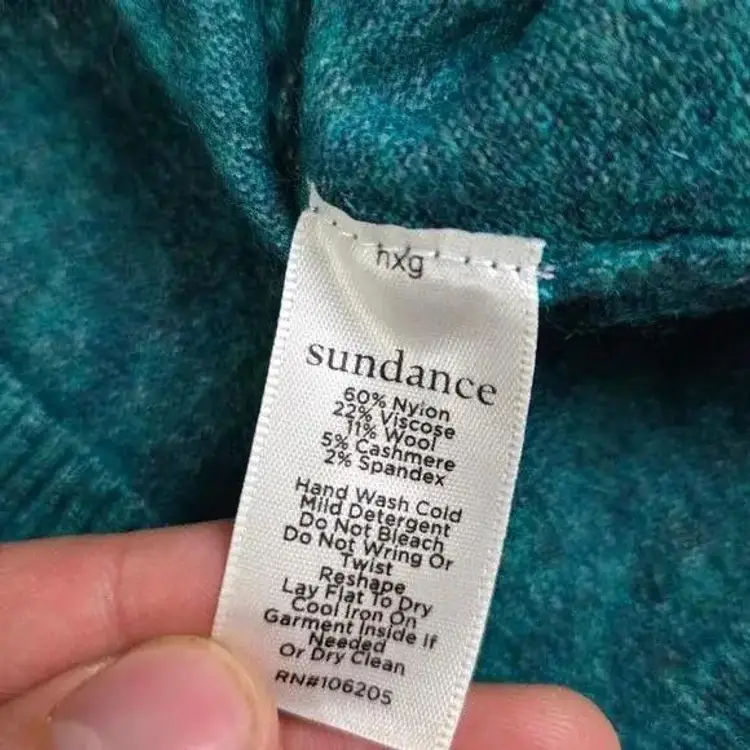 hxg
sundance
60% Nylon
22% Viscose
11% Wool
5% Cashmere
2% Spandex
Hand Wash Cold
Mild Detergent
Do Not Bleach
Do Not Wring Or
Twist
Reshape
Lay Flat To Dry
Cool Iron On
Garment Inside If
Needed
Or Dry Clean
RN#106205